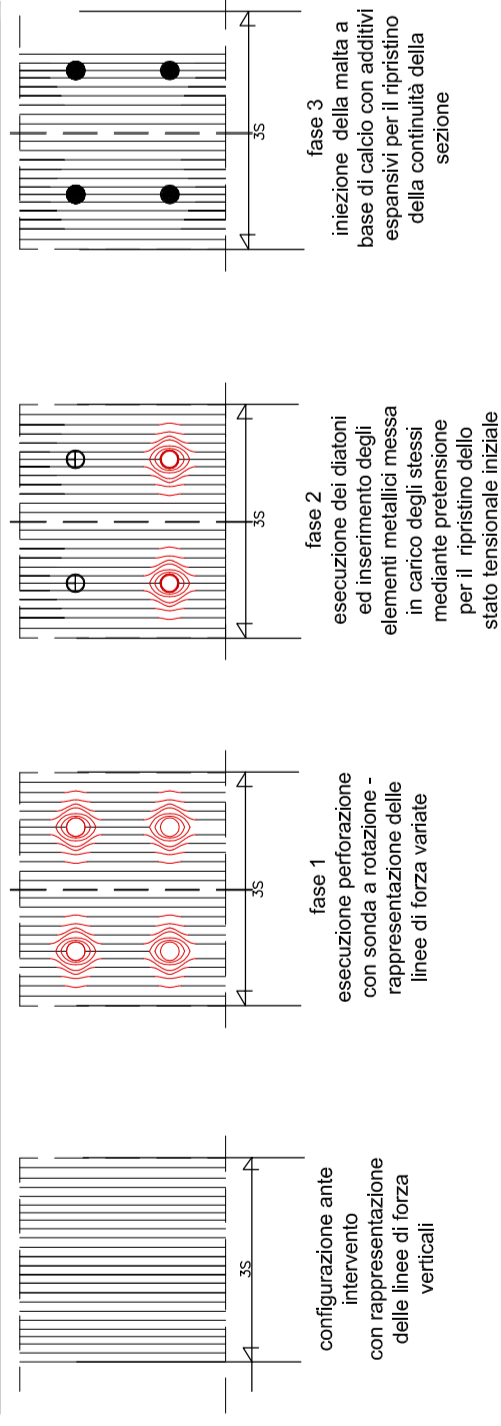 3S
configurazione ante
intervento
con rappresentazione
delle linee di forza
verticali
3S
fase 1
esecuzione perforazione
con sonda a rotazione -
rappresentazione delle
linee di forza variate
3S
fase 2
esecuzione dei diatoni
ed inserimento degli
elementi metallici messa
in carico degli stessi
mediante pretensione
per il ripristino dello
stato tensionale iniziale
3S
fase 3
iniezione della malta a
base di calcio con additivi
espansivi per il ripristino
della continuità della
sezione